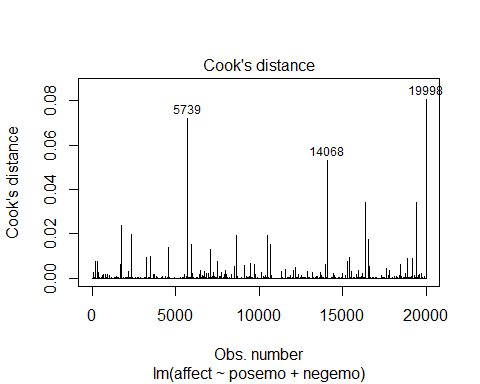 Cook's distance
19998
5739
14068
Cook's distance
0.08
0.06
0.04
0.02
0.00
0 5000 10000 15000 20000
Obs. number
lm(affect ~ posemo + negemo)